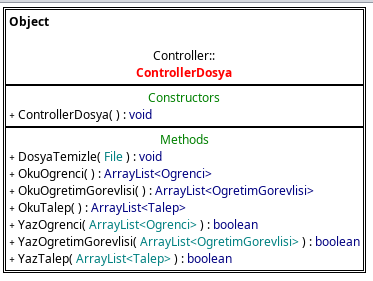 Object
Controller::
ControllerDosya
Constructors
+ ControllerDosya( ) : void
Methods
+ DosyaTemizle( File ) : void
+ OkuOgrenci( ) : ArrayList<Ogrenci>
+ OkuOgretimGorevlisi( ) : ArrayList<OgretimGorevlisi>
+ OkuTalep( ) : ArrayList<Talep>
+ YazOgrenci( ArrayList<Ogrenci> ) : boolean
+ YazOgretimGorevlisi( ArrayList<OgretimGorevlisi> ) : boolean
+ YazTalep( ArrayList<Talep> ) : boolean